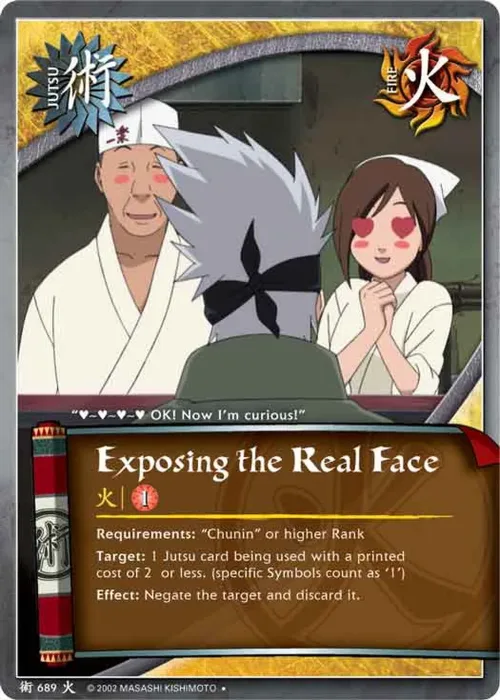 JUTSU
術
FIRE
火
一楽
"♥~♥~♥~♥ OK! Now I'm curious!"
Exposing the Real Face
火 | 1
Requirements: "Chunin" or higher Rank
Target: 1 Jutsu card being used with a printed
cost of 2 or less. (specific Symbols count as '1')
Effect: Negate the target and discard it.
術
術 689 火 © 2002 MASASHI KISHIMOTO •